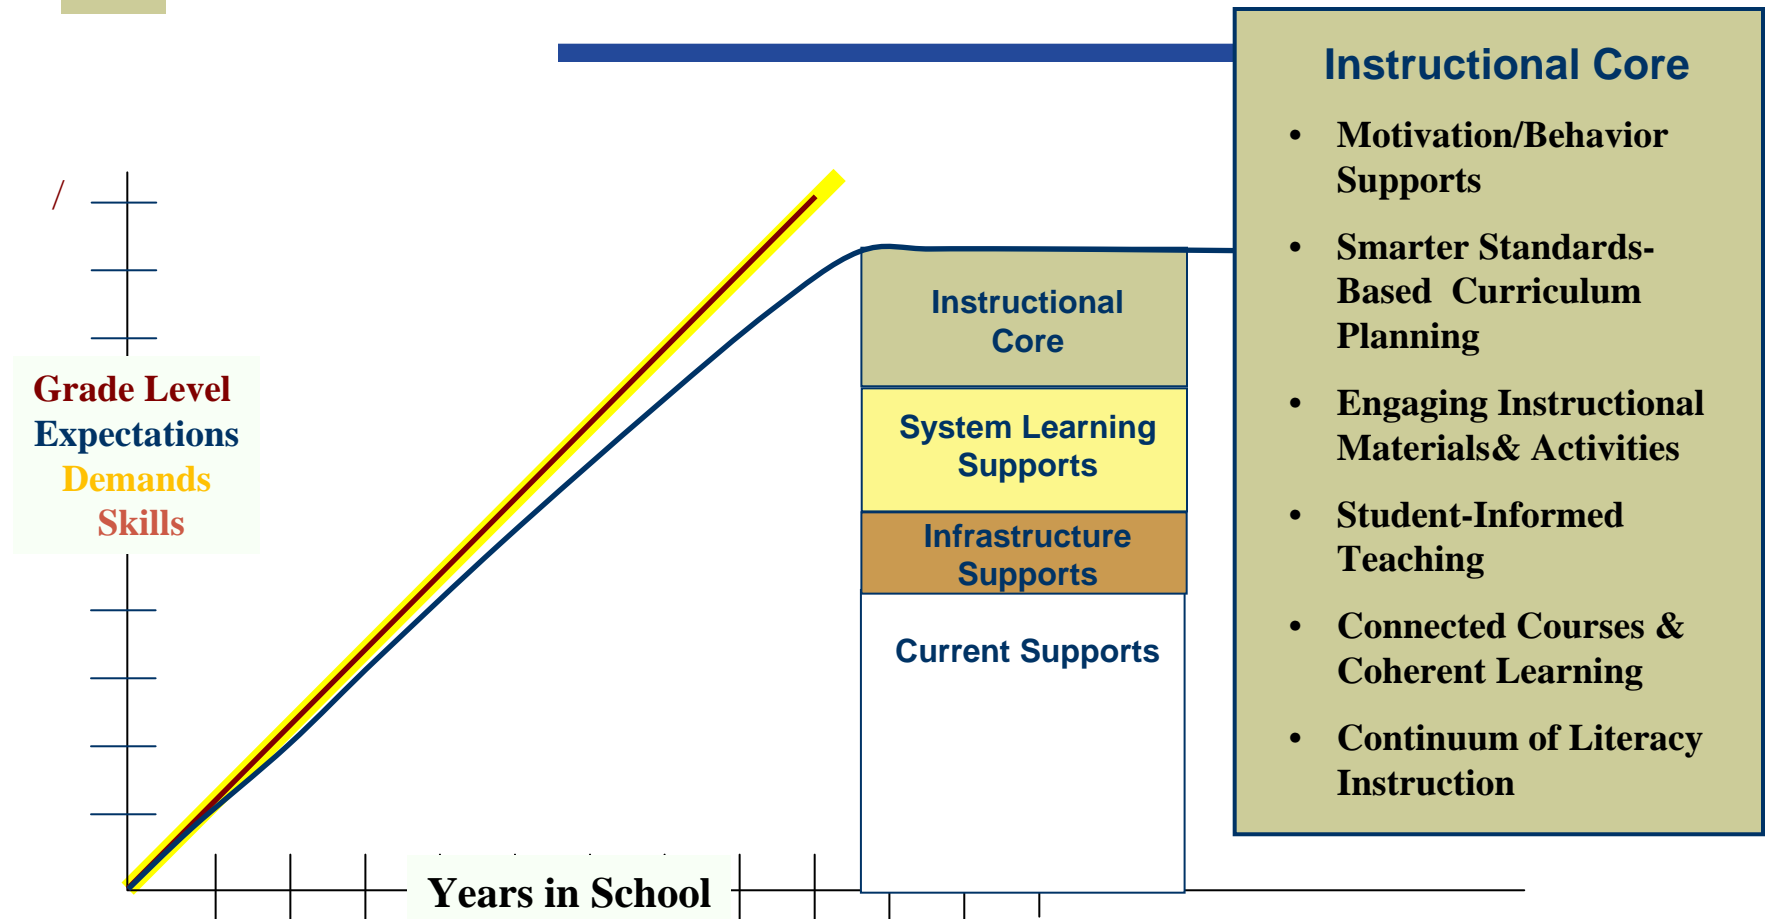 /
Grade Level
Expectations
Demands
Skills
Years in School
Instructional
Core
System Learning
Supports
Infrastructure
Supports
Current Supports
Instructional Core
• Motivation/Behavior
Supports
• Smarter Standards-
Based Curriculum
Planning
• Engaging Instructional
Materials& Activities
• Student-Informed
Teaching
• Connected Courses &
Coherent Learning
• Continuum of Literacy
Instruction